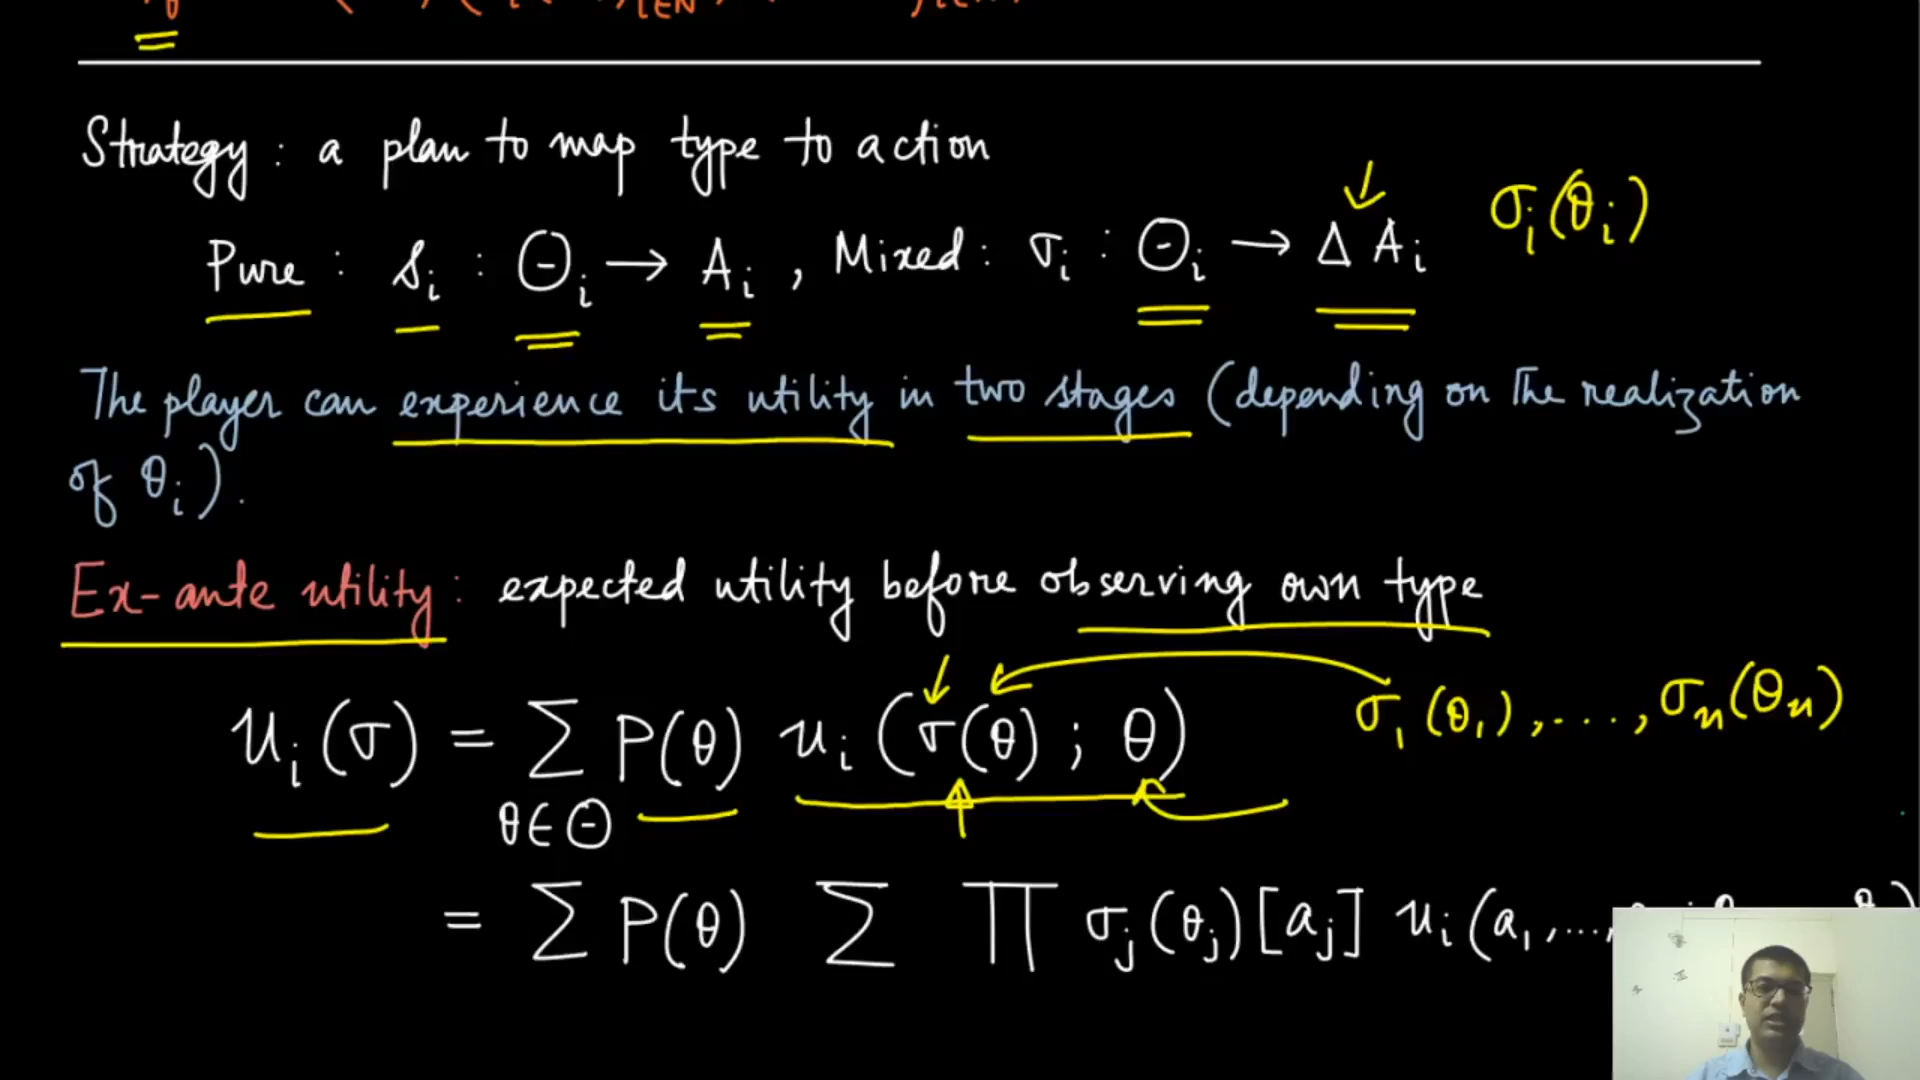 Strategy : a plan to map type to action
Pure : s_i : Θ_i → A_i , Mixed : σ_i : Θ_i → Δ A_i σ_i(θ_i)
The player can experience its utility in two stages (depending on the realization
of θ_i) .
Ex-ante utility : expected utility before observing own type
u_i(σ) = Σ P(θ) u_i(σ(θ) ; θ) σ_1(θ_1), ..., σ_n(θ_n)
θ∈Θ
= Σ P(θ) Σ Π σ_j(θ_j)[a_j] u_i(a_1, ...,